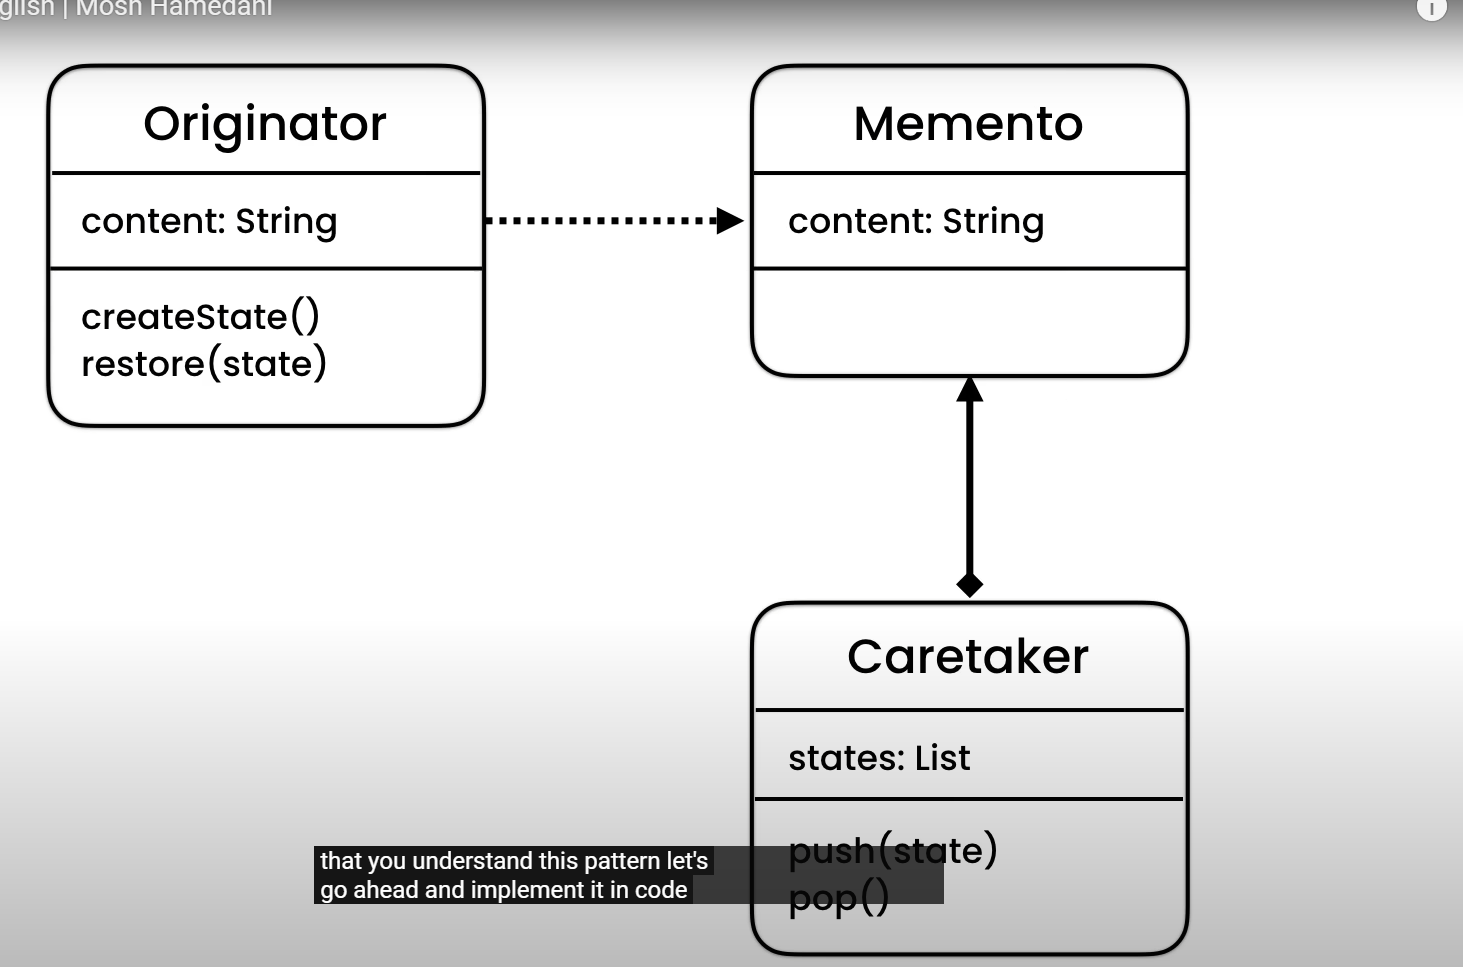 glish | Mosh Hamedani
Originator
content: String
createState()
restore(state)
Memento
content: String
Caretaker
states: List
push(state)
pop()
that you understand this pattern let's
go ahead and implement it in code